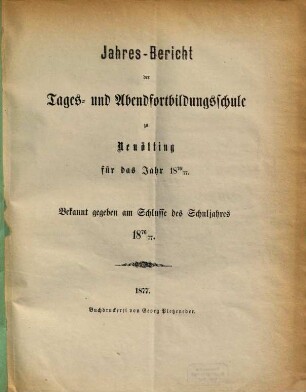 Jahres-Bericht
der
Tages- und Abendfortbildungsschule
zu
Neuötting
für das Jahr 1876/77.
Bekannt gegeben am Schlusse des Schuljahres
1876/77.
1877.
Buchdruckerei von Georg